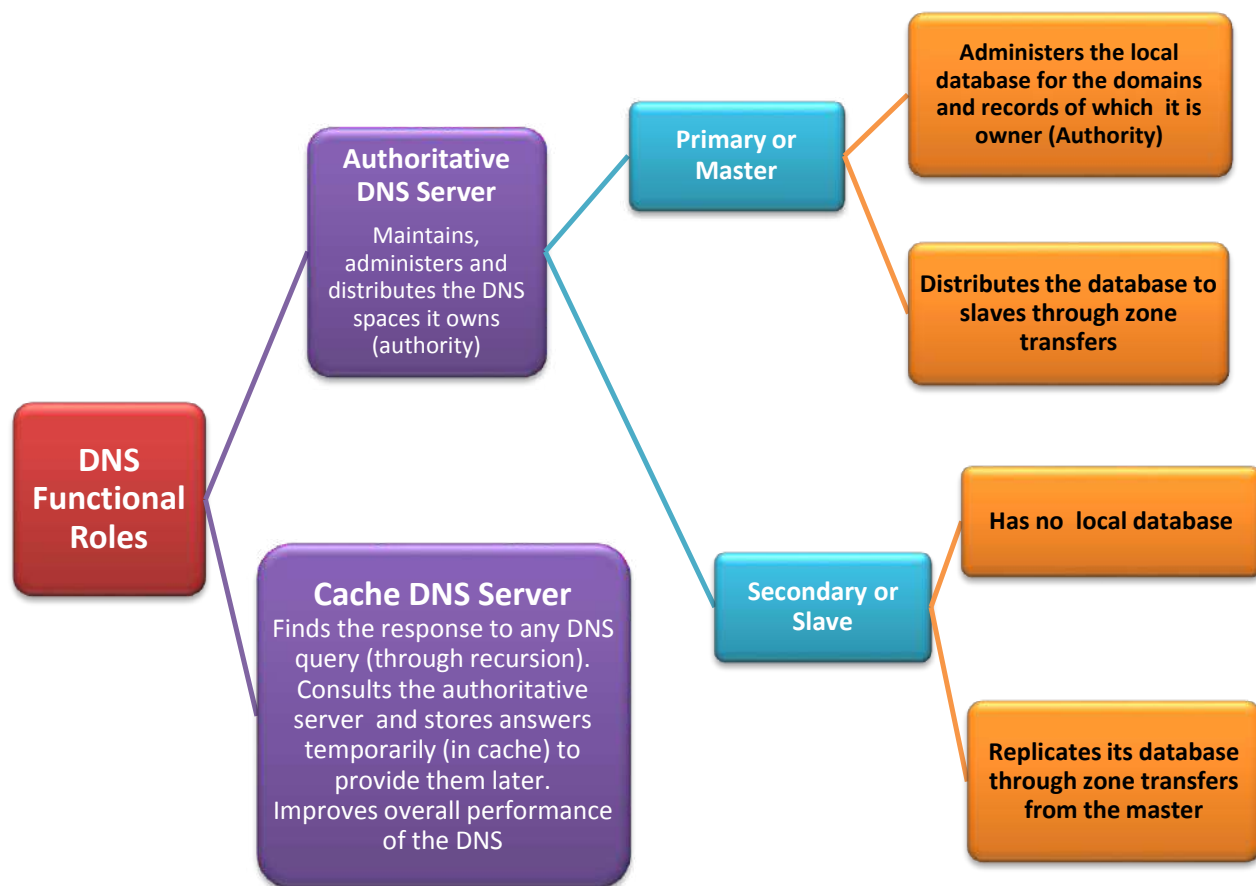 DNS
Functional
Roles
Authoritative
DNS Server
Maintains,
administers and
distributes the DNS
spaces it owns
(authority)
Cache DNS Server
Finds the response to any DNS
query (through recursion).
Consults the authoritative
server and stores answers
temporarily (in cache) to
provide them later.
Improves overall performance
of the DNS
Primary or
Master
Administers the local
database for the domains
and records of which it is
owner (Authority)
Distributes the database to
slaves through zone
transfers
Secondary or
Slave
Has no local database
Replicates its database
through zone transfers
from the master